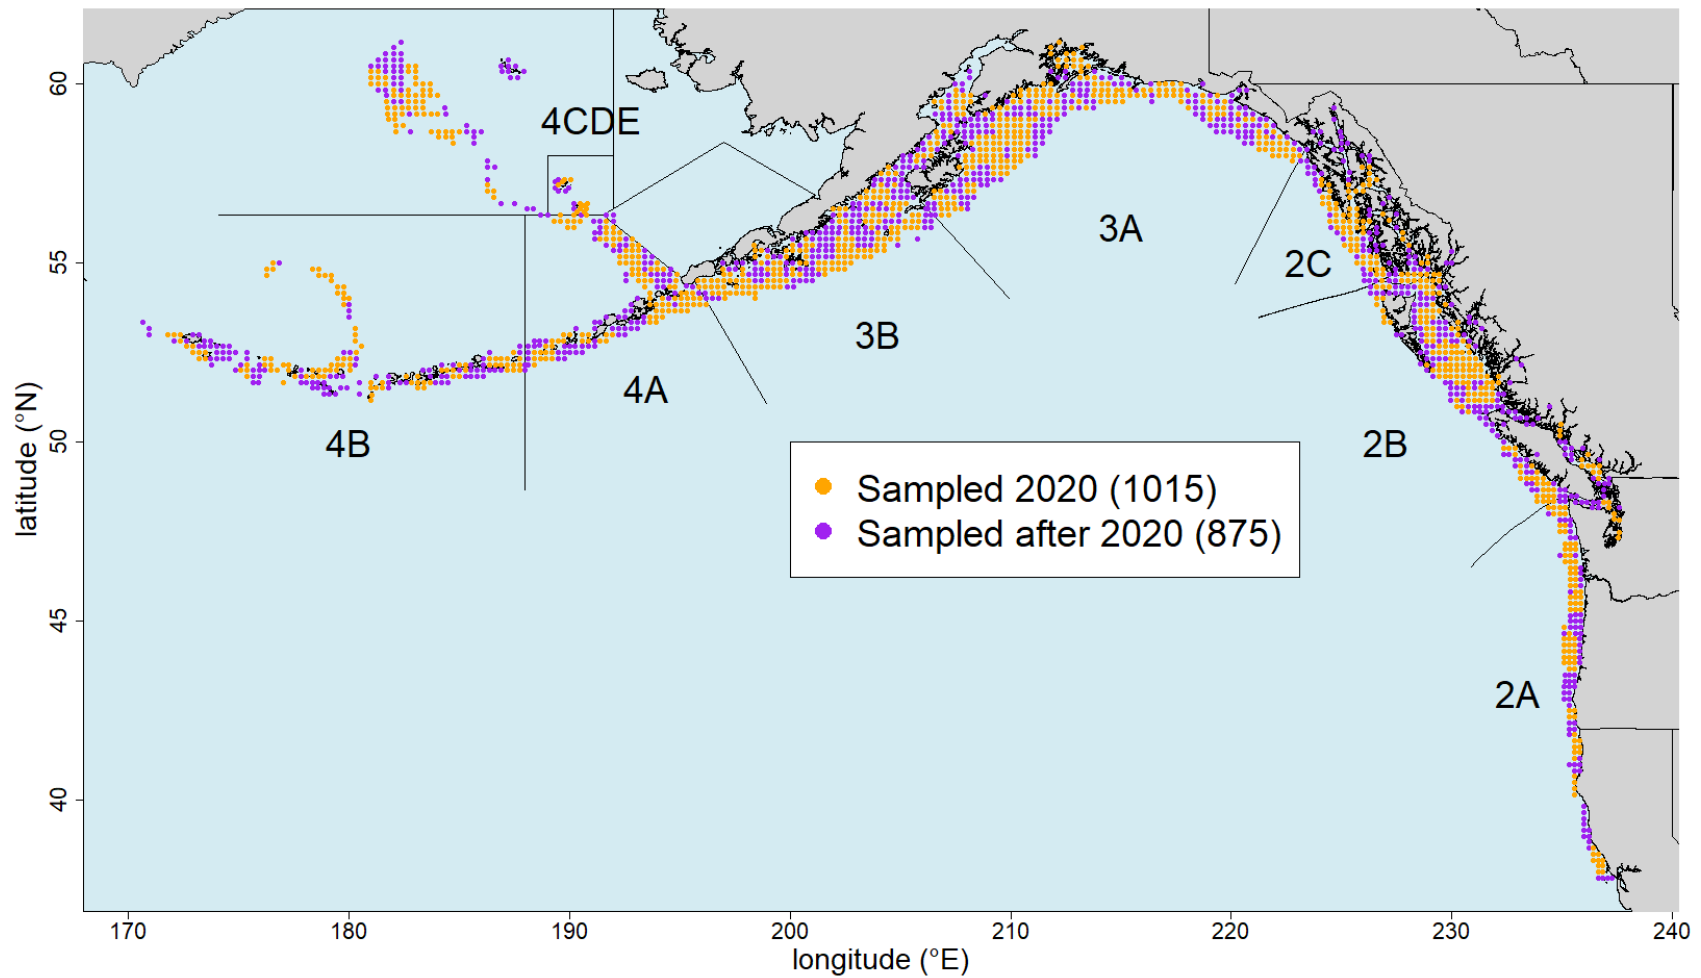 60
4CDE
55
3A
2C
3B
4A
latitude (°N)
50
4B
2B
Sampled 2020 (1015)
Sampled after 2020 (875)
45
2A
40
170 180 190 200 210 220 230 240
longitude (°E)